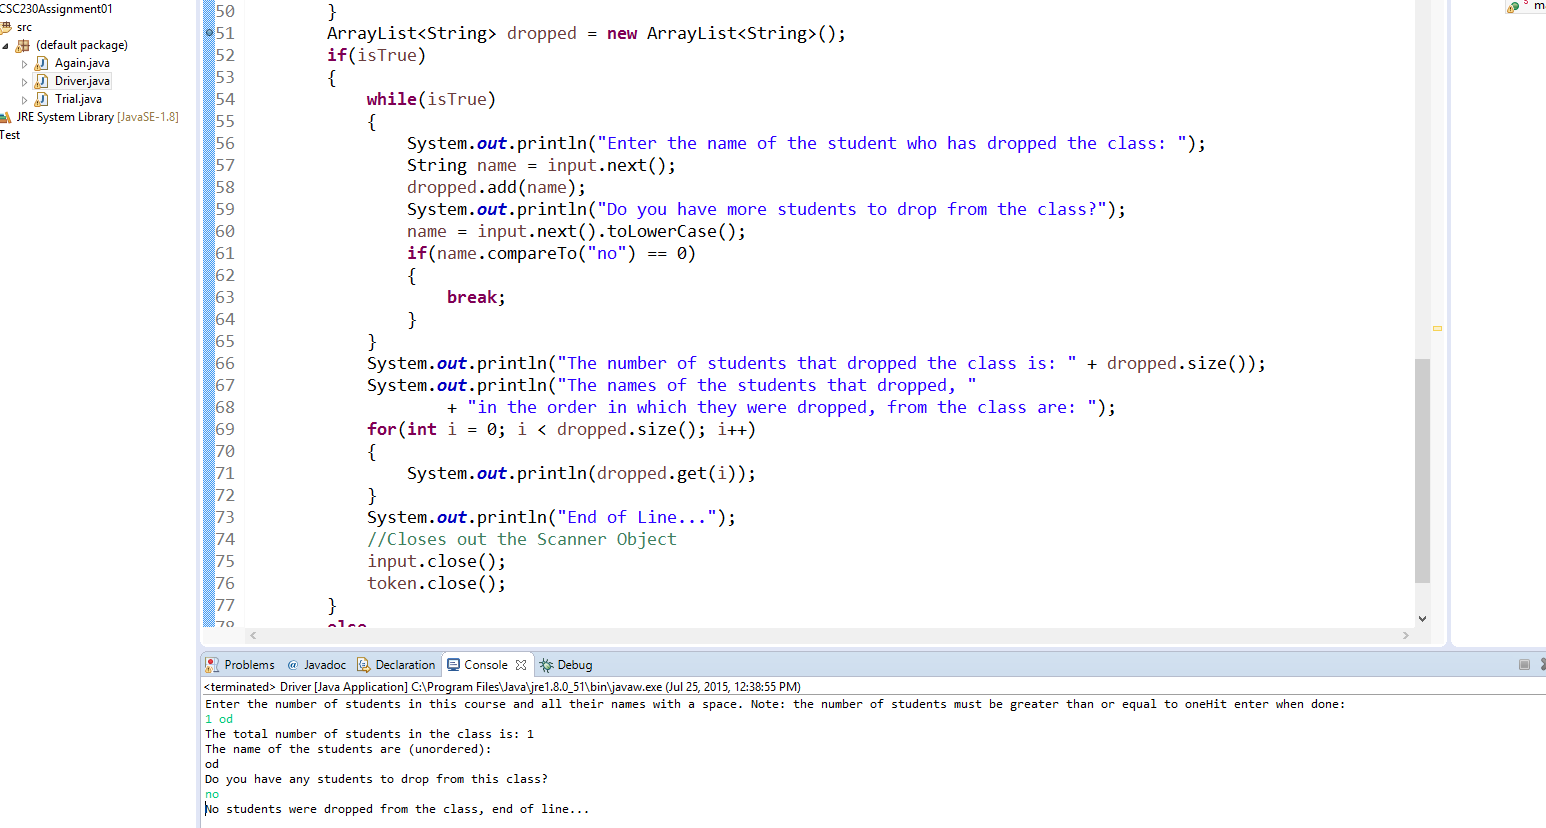 CSC230Assignment01
src
(default package)
Again.java
Driver.java
Trial.java
JRE System Library [JavaSE-1.8]
Test
50 }
51 ArrayList<String> dropped = new ArrayList<String>();
52 if(isTrue)
53 {
54 while(isTrue)
55 {
56 System.out.println("Enter the name of the student who has dropped the class: ");
57 String name = input.next();
58 dropped.add(name);
59 System.out.println("Do you have more students to drop from the class?");
60 name = input.next().toLowerCase();
61 if(name.compareTo("no") == 0)
62 {
63 break;
64 }
65 }
66 System.out.println("The number of students that dropped the class is: " + dropped.size());
67 System.out.println("The names of the students that dropped, "
68 + "in the order in which they were dropped, from the class are: ");
69 for(int i = 0; i < dropped.size(); i++)
70 {
71 System.out.println(dropped.get(i));
72 }
73 System.out.println("End of Line...");
74 //Closes out the Scanner Object
75 input.close();
76 token.close();
77 }
78 else
Problems @ Javadoc Declaration Console Debug
<terminated> Driver [Java Application] C:\Program Files\Java\jre1.8.0_51\bin\javaw.exe (Jul 25, 2015, 12:38:55 PM)
Enter the number of students in this course and all their names with a space. Note: the number of students must be greater than or equal to oneHit enter when done:
1 od
The total number of students in the class is: 1
The name of the students are (unordered):
od
Do you have any students to drop from this class?
no
No students were dropped from the class, end of line...